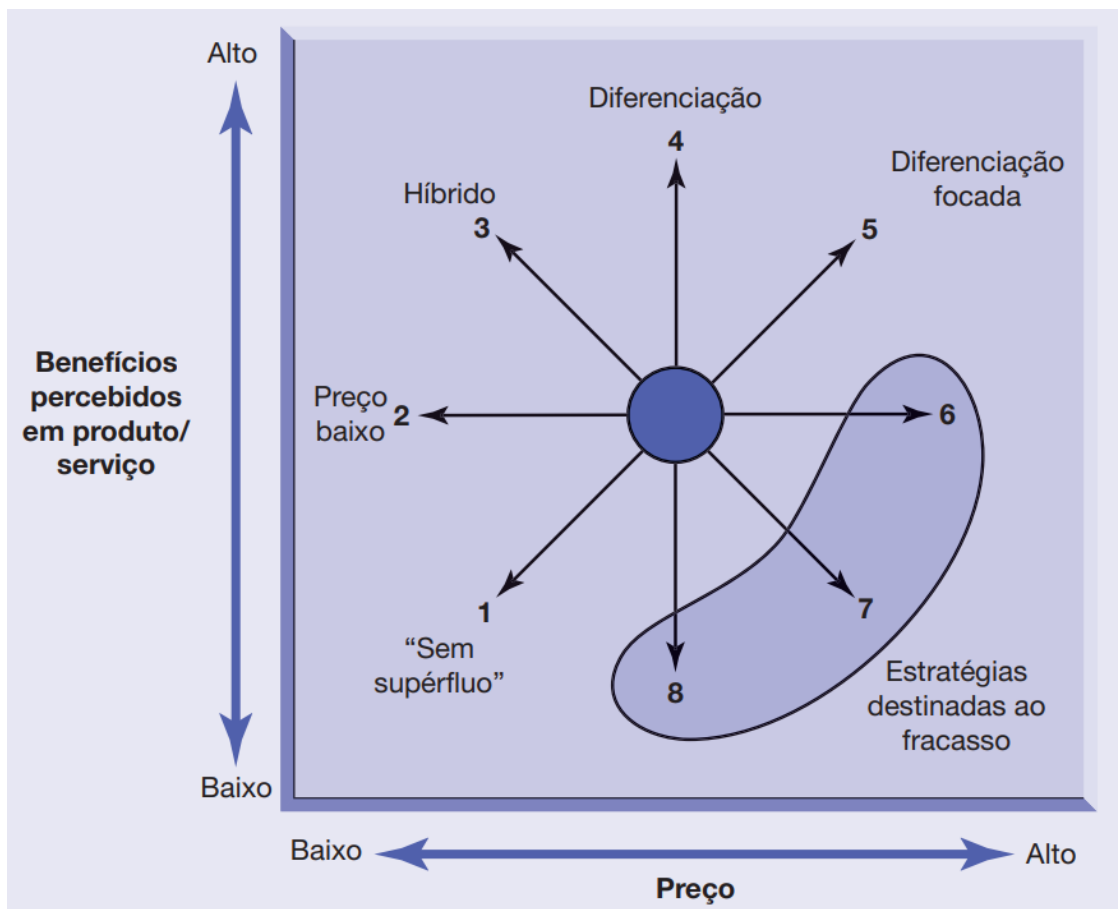 Alto
Diferenciação
4
Diferenciação
focada
Híbrido
3
5
Benefícios
percebidos
em produto/
serviço
Preço
baixo
2
6
1
“Sem
supérfluo”
7
8
Estratégias
destinadas ao
fracasso
Baixo
Baixo
Alto
Preço